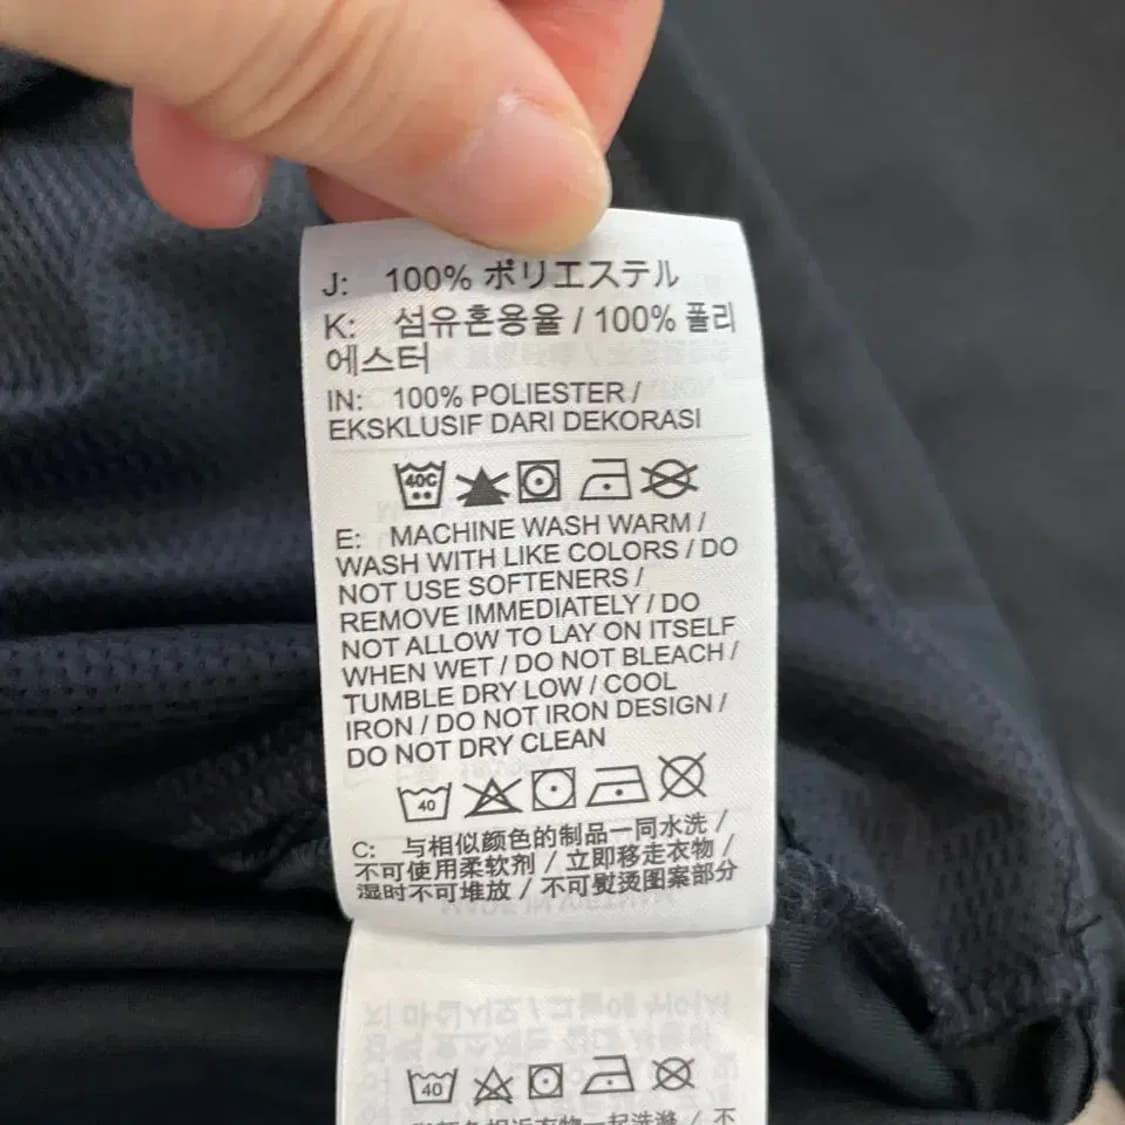 J: 100% ポリエステル
K: 섬유혼용율 / 100% 폴리
에스터
IN: 100% POLIESTER /
EKSKLUSIF DARI DEKORASI
40C
E: MACHINE WASH WARM /
WASH WITH LIKE COLORS / DO
NOT USE SOFTENERS /
REMOVE IMMEDIATELY / DO
NOT ALLOW TO LAY ON ITSELF
WHEN WET / DO NOT BLEACH /
TUMBLE DRY LOW / COOL
IRON / DO NOT IRON DESIGN /
DO NOT DRY CLEAN
40
C: 与相似颜色的制品一同水洗 /
不可使用柔软剂 / 立即移走衣物 /
湿时不可堆放 / 不可熨烫图案部分
40